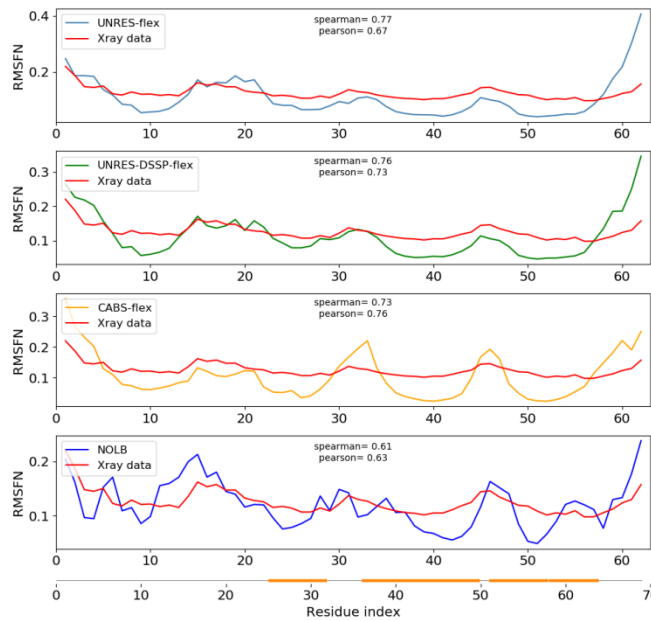 UNRES-flex
Xray data
spearman= 0.77
pearson= 0.67
RMSFN
0.4
0.2
0 10 20 30 40 50 60
UNRES-DSSP-flex
Xray data
spearman= 0.76
pearson= 0.73
RMSFN
0.3
0.2
0.1
0 10 20 30 40 50 60
CABS-flex
Xray data
spearman= 0.73
pearson= 0.76
RMSFN
0.3
0.2
0.1
0 10 20 30 40 50 60
NOLB
Xray data
spearman= 0.61
pearson= 0.63
RMSFN
0.2
0.1
0 10 20 30 40 50 60
0 10 20 30 40 50 60 70
Residue index